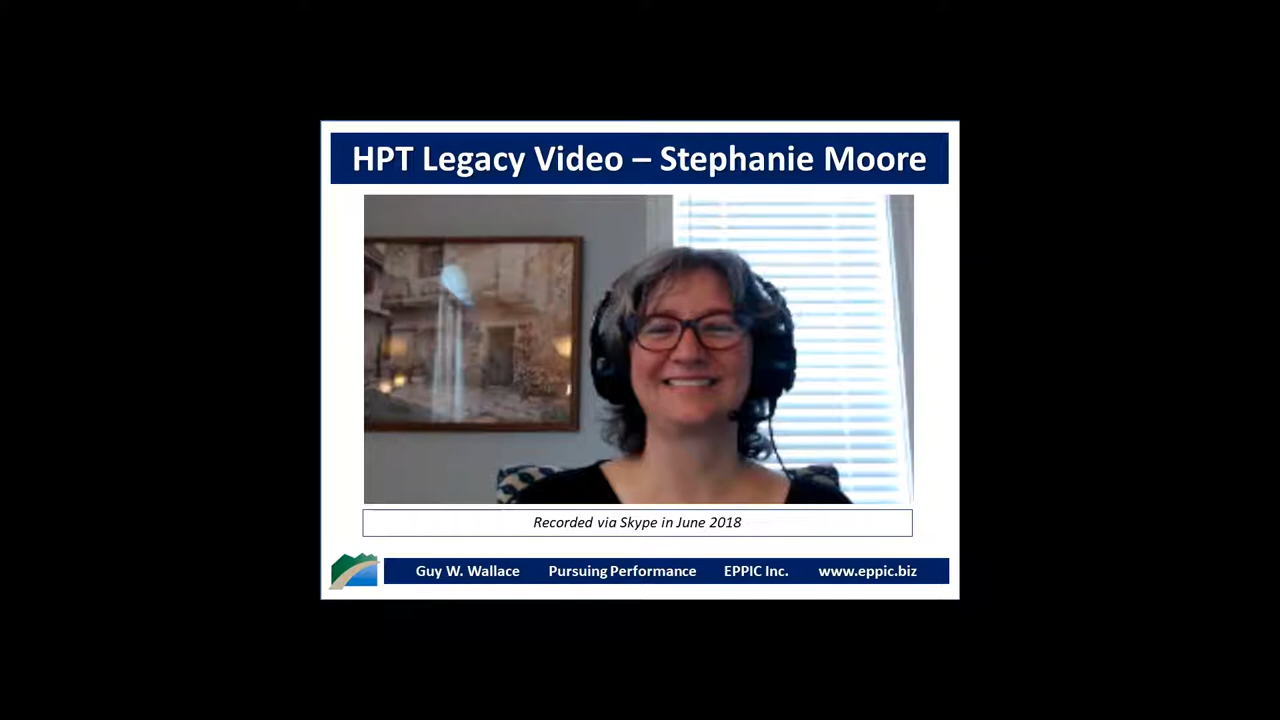 HPT Legacy Video – Stephanie Moore
Recorded via Skype in June 2018
Guy W. Wallace Pursuing Performance EPPIC Inc. www.eppic.biz